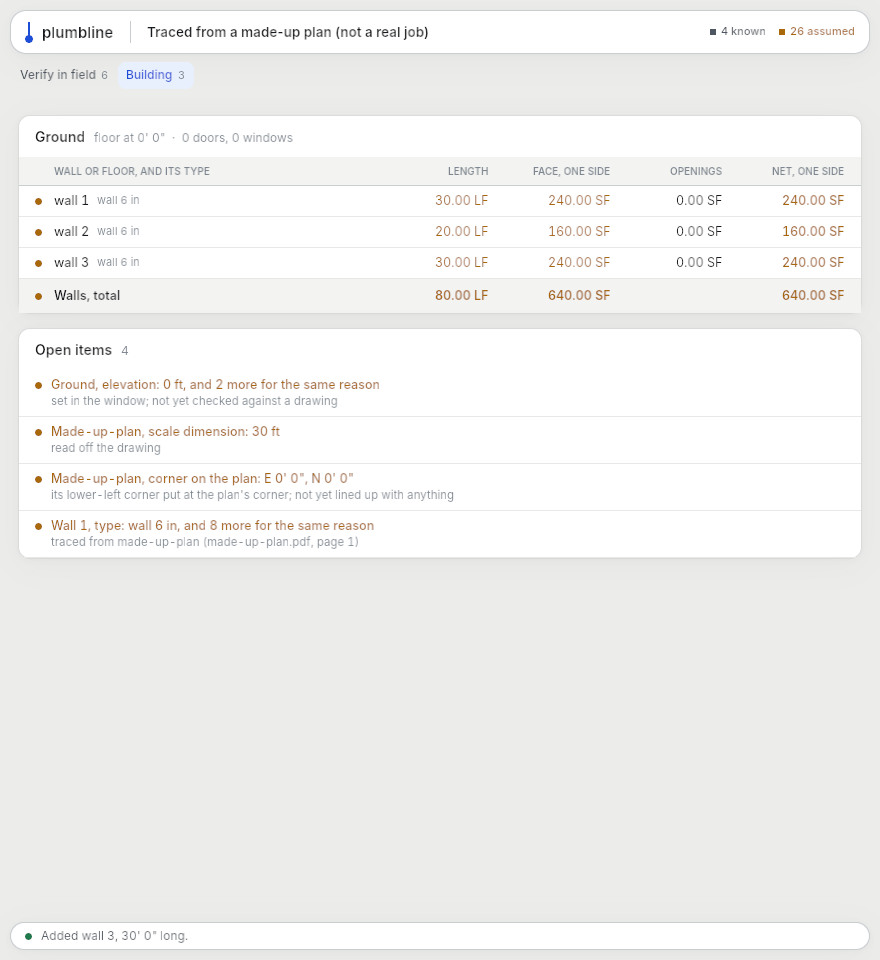 plumbline
Traced from a made-up plan (not a real job)
4 known
26 assumed
Verify in field 6
Building 3
Ground floor at 0' 0" · 0 doors, 0 windows
WALL OR FLOOR, AND ITS TYPE LENGTH FACE, ONE SIDE OPENINGS NET, ONE SIDE
wall 1 wall 6 in 30.00 LF 240.00 SF 0.00 SF 240.00 SF
wall 2 wall 6 in 20.00 LF 160.00 SF 0.00 SF 160.00 SF
wall 3 wall 6 in 30.00 LF 240.00 SF 0.00 SF 240.00 SF
Walls, total 80.00 LF 640.00 SF 640.00 SF
Open items 4
Ground, elevation: 0 ft, and 2 more for the same reason
set in the window; not yet checked against a drawing
Made-up-plan, scale dimension: 30 ft
read off the drawing
Made-up-plan, corner on the plan: E 0' 0", N 0' 0"
its lower-left corner put at the plan's corner; not yet lined up with anything
Wall 1, type: wall 6 in, and 8 more for the same reason
traced from made-up-plan (made-up-plan.pdf, page 1)
Added wall 3, 30' 0" long.